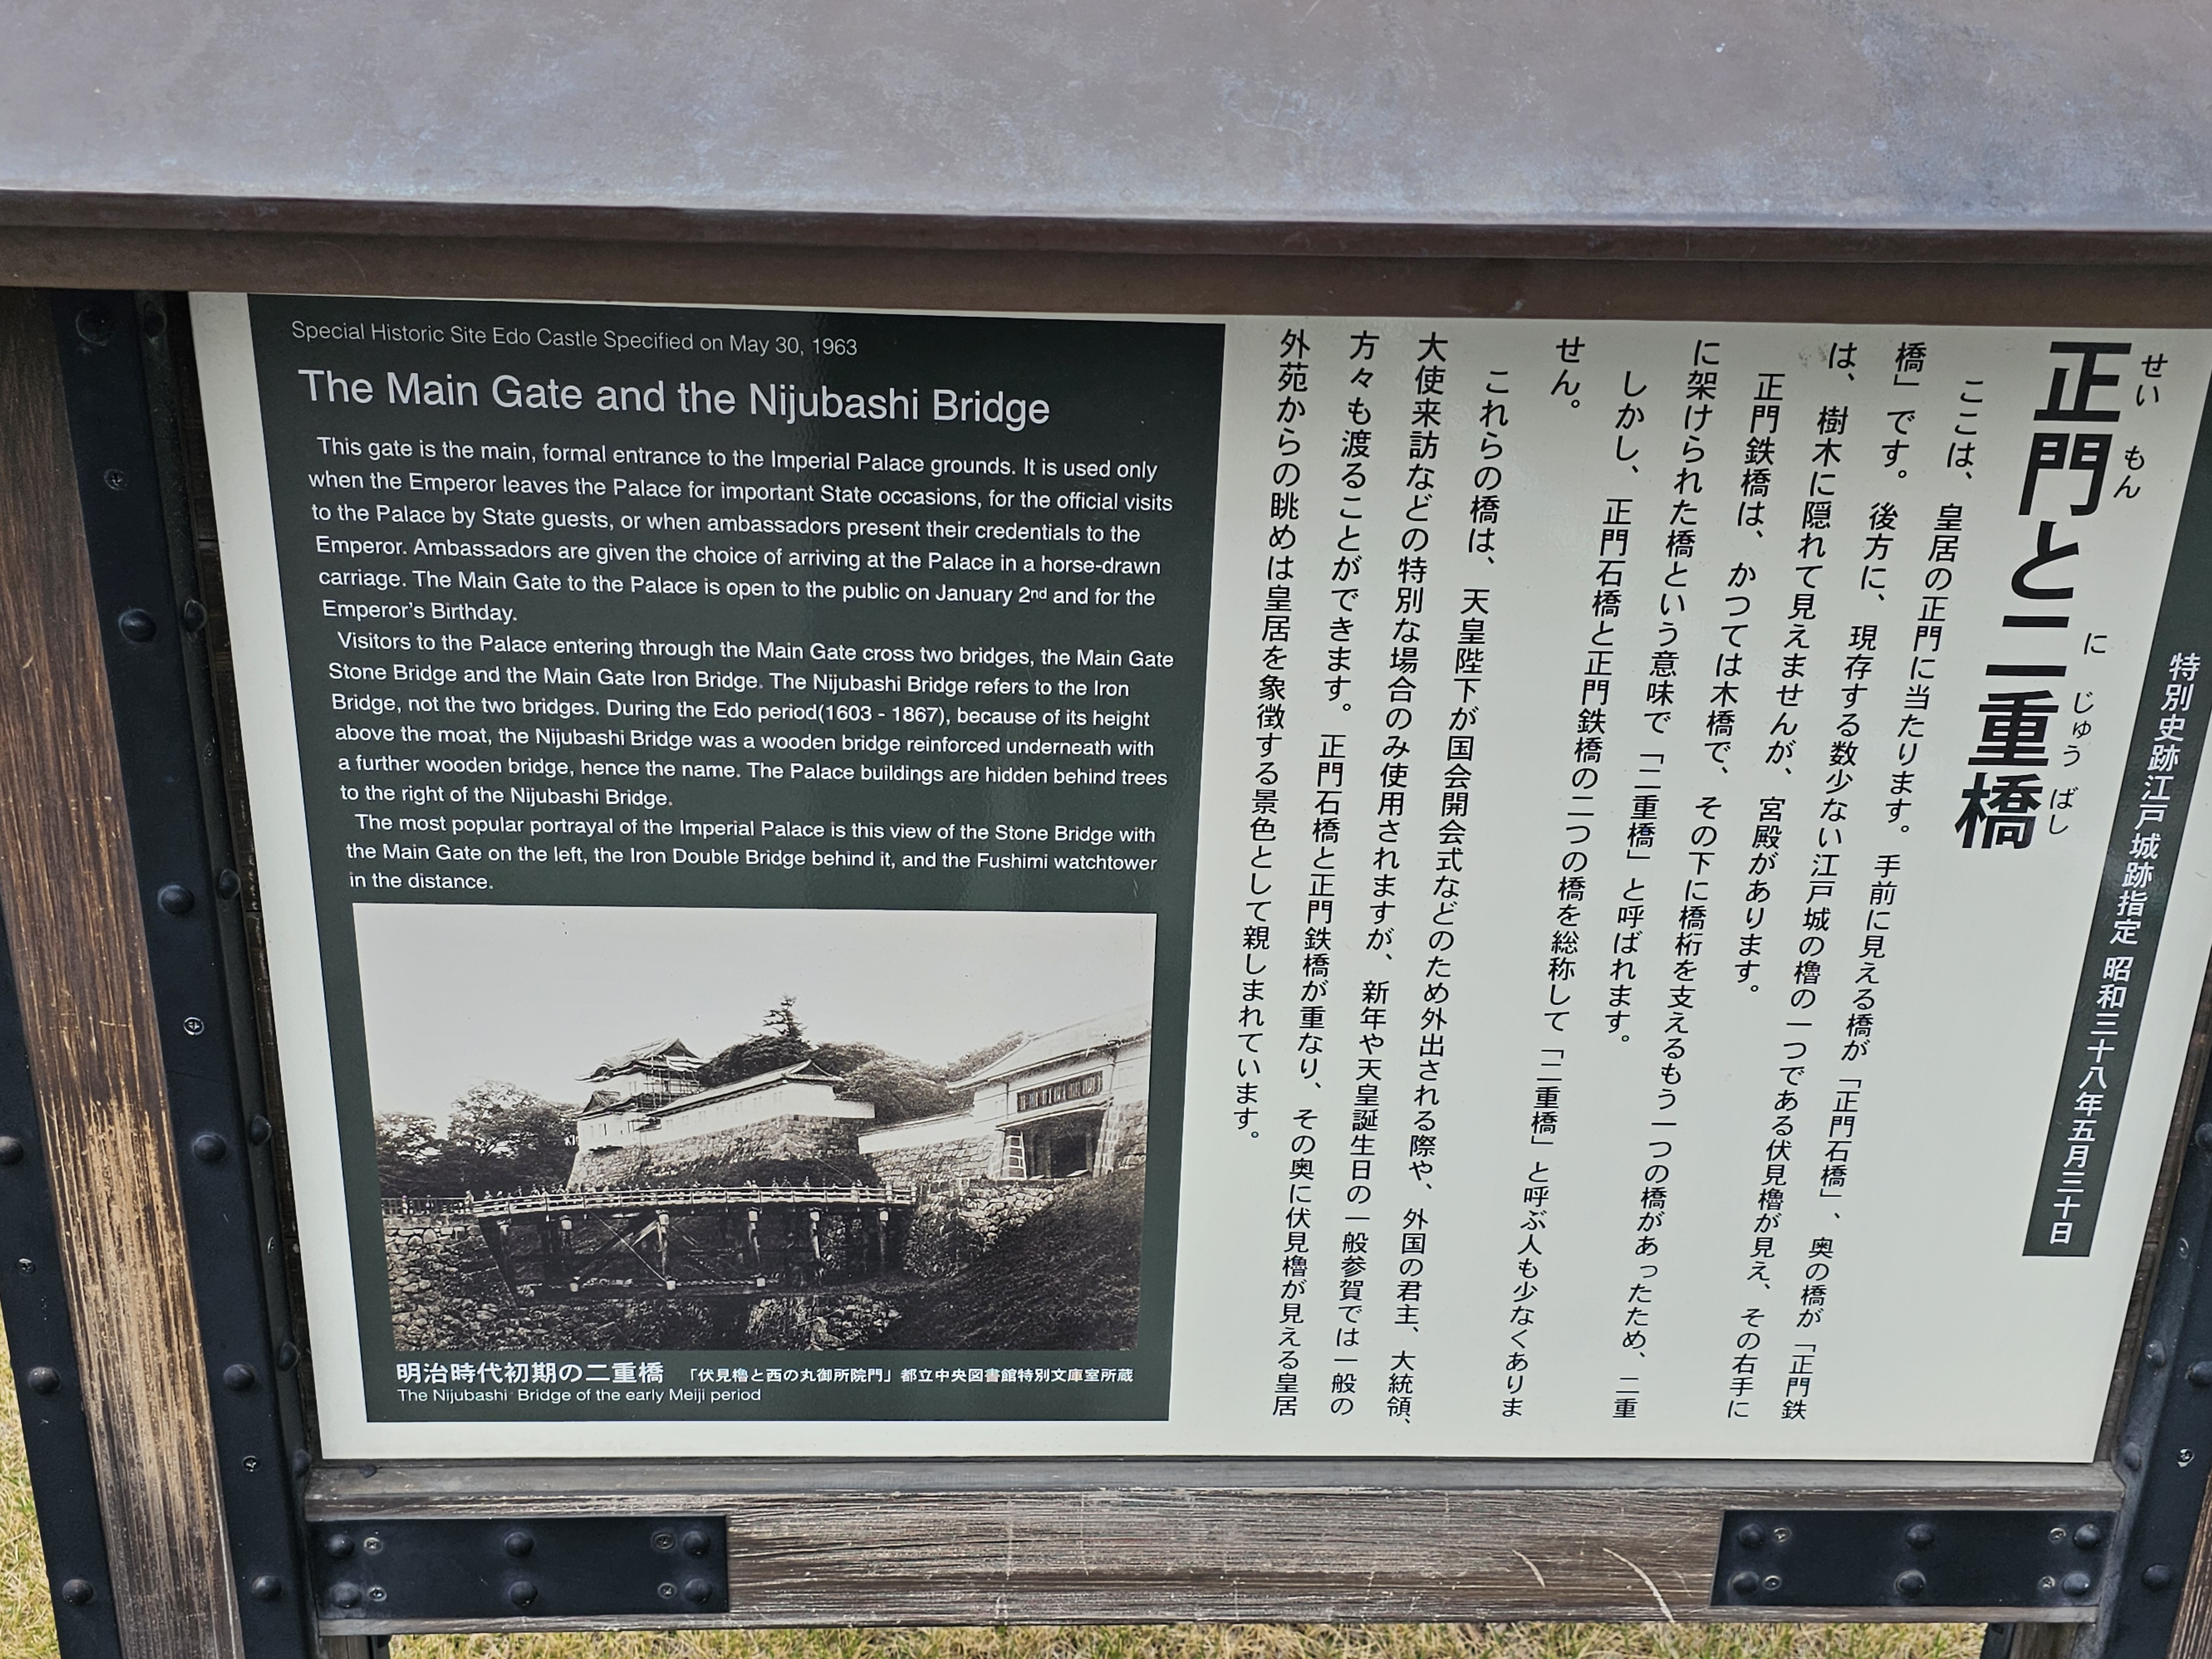 特別史跡江戸城跡指定 昭和三十八年五月三十日
せい もん に じゅう ばし
正門と二重橋
ここは、皇居の正門に当たります。手前に見える橋が「正門石橋」、奥の橋が「正門鉄
橋」です。後方に、現存する数少ない江戸城の櫓の一つである伏見櫓が見え、その右手に
は、樹木に隠れて見えませんが、宮殿があります。
正門鉄橋は、かつては木橋で、その下に橋桁を支えるもう一つの橋があったため、二重
に架けられた橋という意味で「二重橋」と呼ばれます。
しかし、正門石橋と正門鉄橋の二つの橋を総称して「二重橋」と呼ぶ人も少なくありま
せん。
これらの橋は、天皇陛下が国会開会式などのため外出される際や、外国の君主、大統領、
大使来訪などの特別な場合のみ使用されますが、新年や天皇誕生日の一般参賀では一般の
方々も渡ることができます。正門石橋と正門鉄橋が重なり、その奥に伏見櫓が見える皇居
外苑からの眺めは皇居を象徴する景色として親しまれています。
Special Historic Site Edo Castle Specified on May 30, 1963
The Main Gate and the Nijubashi Bridge
This gate is the main, formal entrance to the Imperial Palace grounds. It is used only
when the Emperor leaves the Palace for important State occasions, for the official visits
to the Palace by State guests, or when ambassadors present their credentials to the
Emperor. Ambassadors are given the choice of arriving at the Palace in a horse-drawn
carriage. The Main Gate to the Palace is open to the public on January 2nd and for the
Emperor's Birthday.
Visitors to the Palace entering through the Main Gate cross two bridges, the Main Gate
Stone Bridge and the Main Gate Iron Bridge. The Nijubashi Bridge refers to the Iron
Bridge, not the two bridges. During the Edo period(1603 - 1867), because of its height
above the moat, the Nijubashi Bridge was a wooden bridge reinforced underneath with
a further wooden bridge, hence the name. The Palace buildings are hidden behind trees
to the right of the Nijubashi Bridge.
The most popular portrayal of the Imperial Palace is this view of the Stone Bridge with
the Main Gate on the left, the Iron Double Bridge behind it, and the Fushimi watchtower
in the distance.
明治時代初期の二重橋 「伏見櫓と西の丸御所院門」都立中央図書館特別文庫室所蔵
The Nijubashi Bridge of the early Meiji period